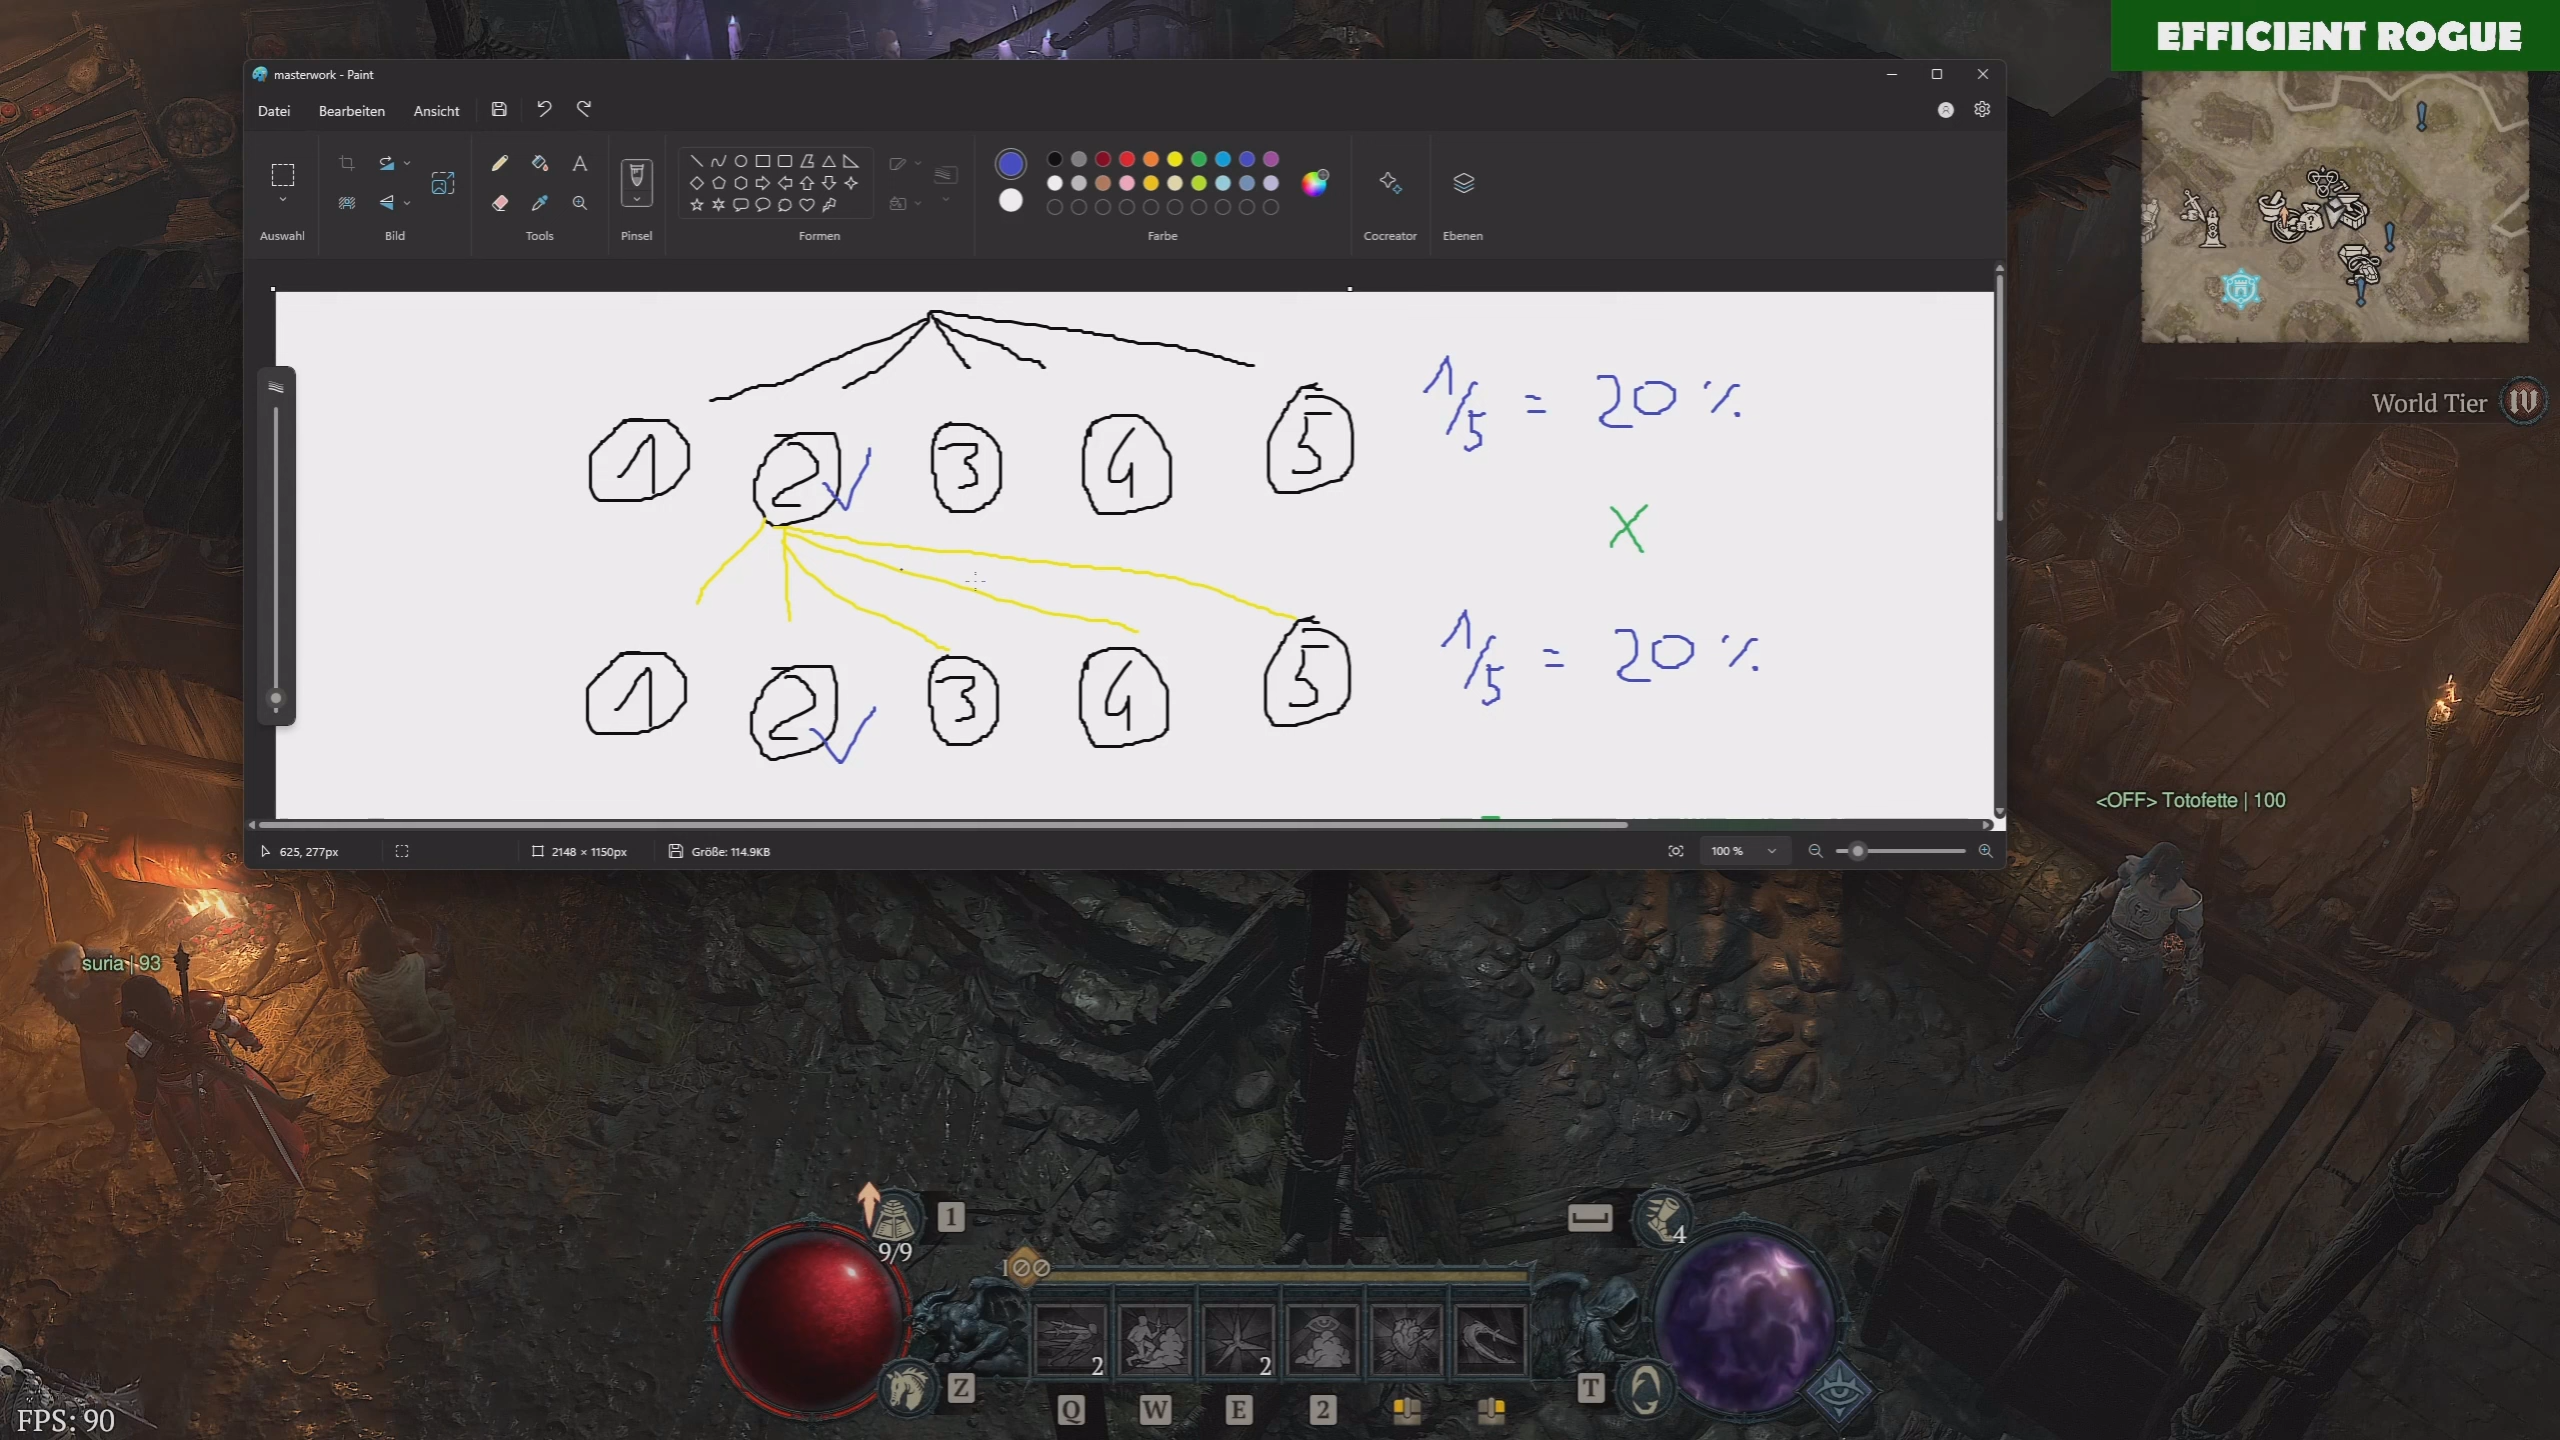 EFFICIENT ROGUE
masterwork - Paint
Datei Bearbeiten Ansicht
Auswahl Bild Tools Pinsel Formen Farbe Cocreator Ebenen
1/5 = 20 %
1 2 3 4 5
X
1/5 = 20 %
1 2 3 4 5
625, 277px 2148 × 1150px Größe: 114.9KB 100 %
World Tier IV
<OFF> Totofette | 100
suria | 93
1
9/9
4
100
2 2
Z T
Q W E 2
FPS: 90